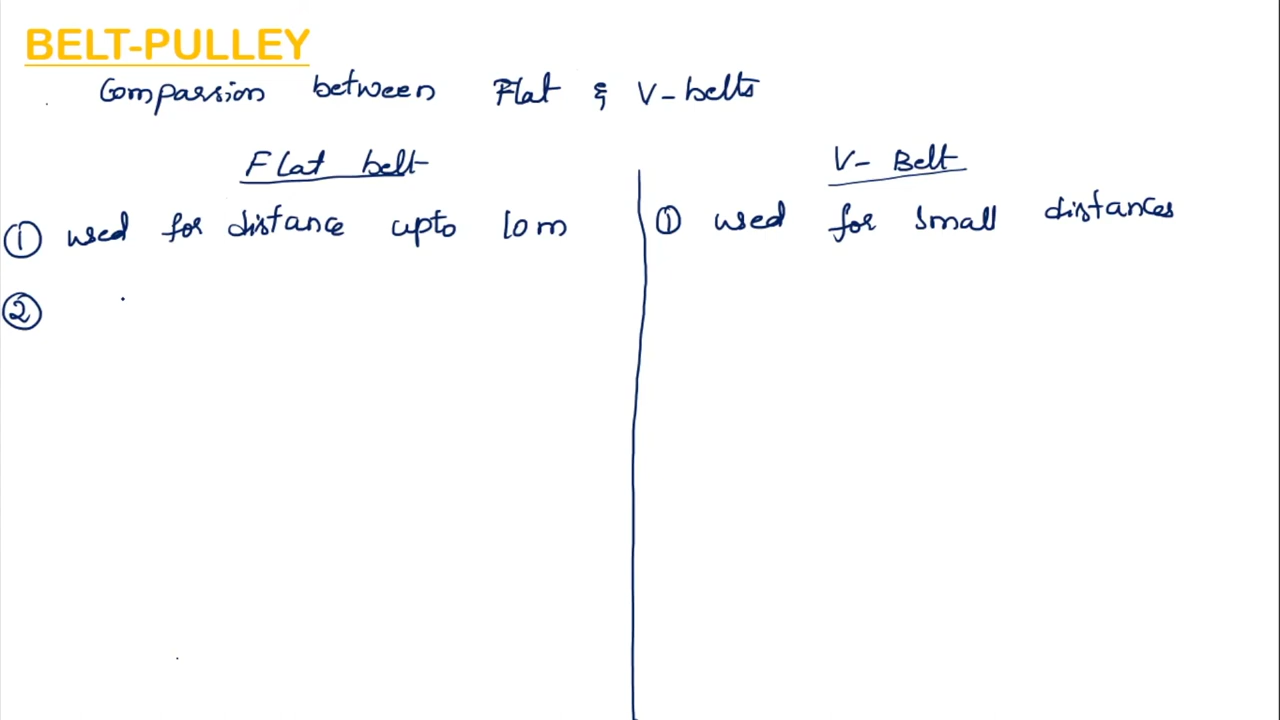 BELT-PULLEY
Compassion between Flat & V-belts
Flat belt
① used for distance upto 10m
②
V- Belt
① used for small distances